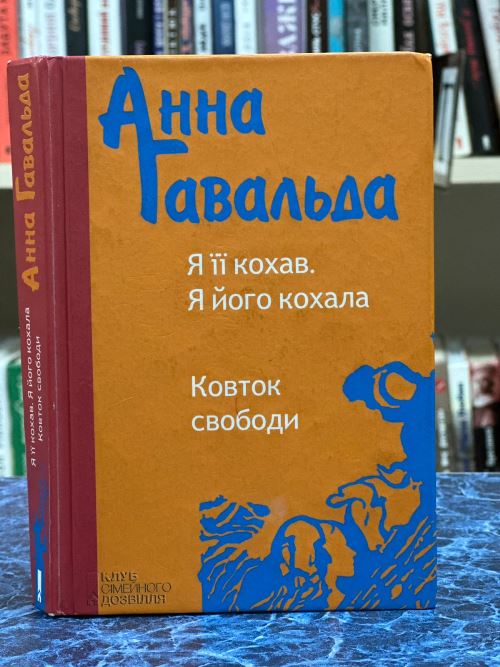 Анна
Гавальда
Я її кохав.
Я його кохала
Ковток
свободи
КЛУБ
СІМЕЙНОГО
ДОЗВІЛЛЯ
Анна Гавальда
Я її кохав. Я його кохала
Ковток свободи